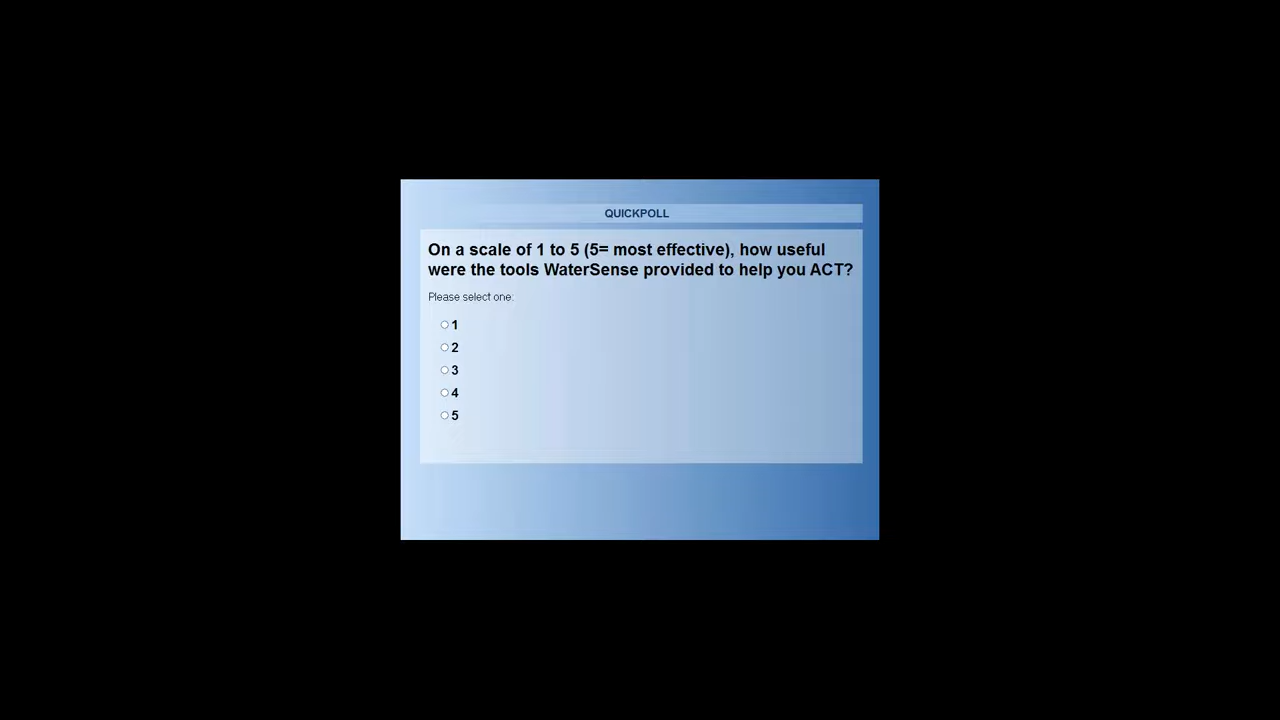 QUICKPOLL
On a scale of 1 to 5 (5= most effective), how useful
were the tools WaterSense provided to help you ACT?
Please select one:
1
2
3
4
5